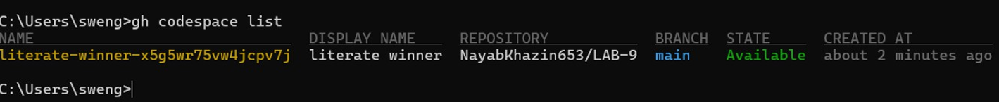 C:\Users\sweng>gh codespace list
NAME DISPLAY NAME REPOSITORY BRANCH STATE CREATED AT
literate-winner-x5g5wr75vw4jcpv7j literate winner NayabKhazin653/LAB-9 main Available about 2 minutes ago
C:\Users\sweng>